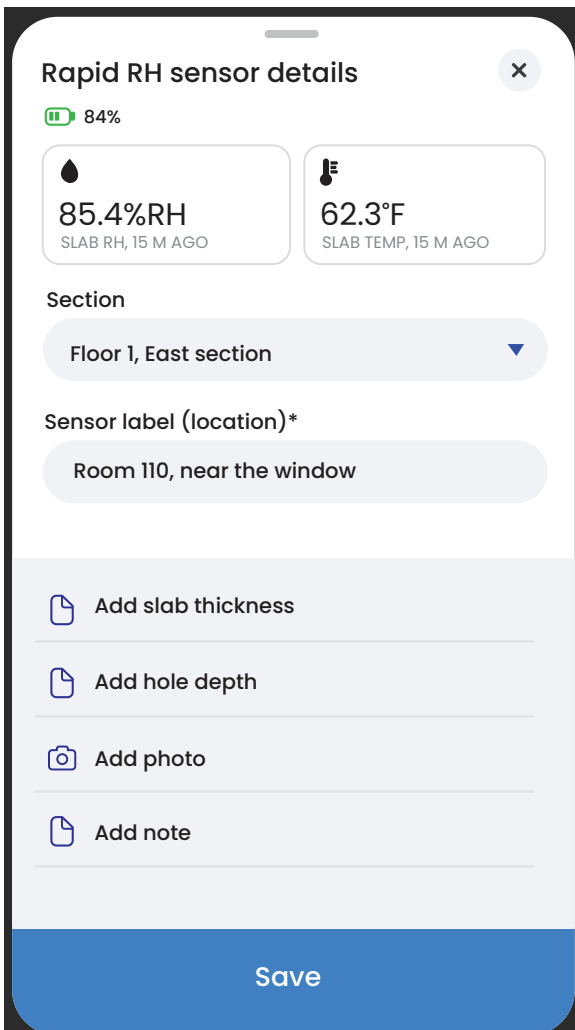 Rapid RH sensor details
84%
85.4%RH
SLAB RH, 15 M AGO
62.3°F
SLAB TEMP, 15 M AGO
Section
Floor 1, East section
Sensor label (location)*
Room 110, near the window
Add slab thickness
Add hole depth
Add photo
Add note
Save